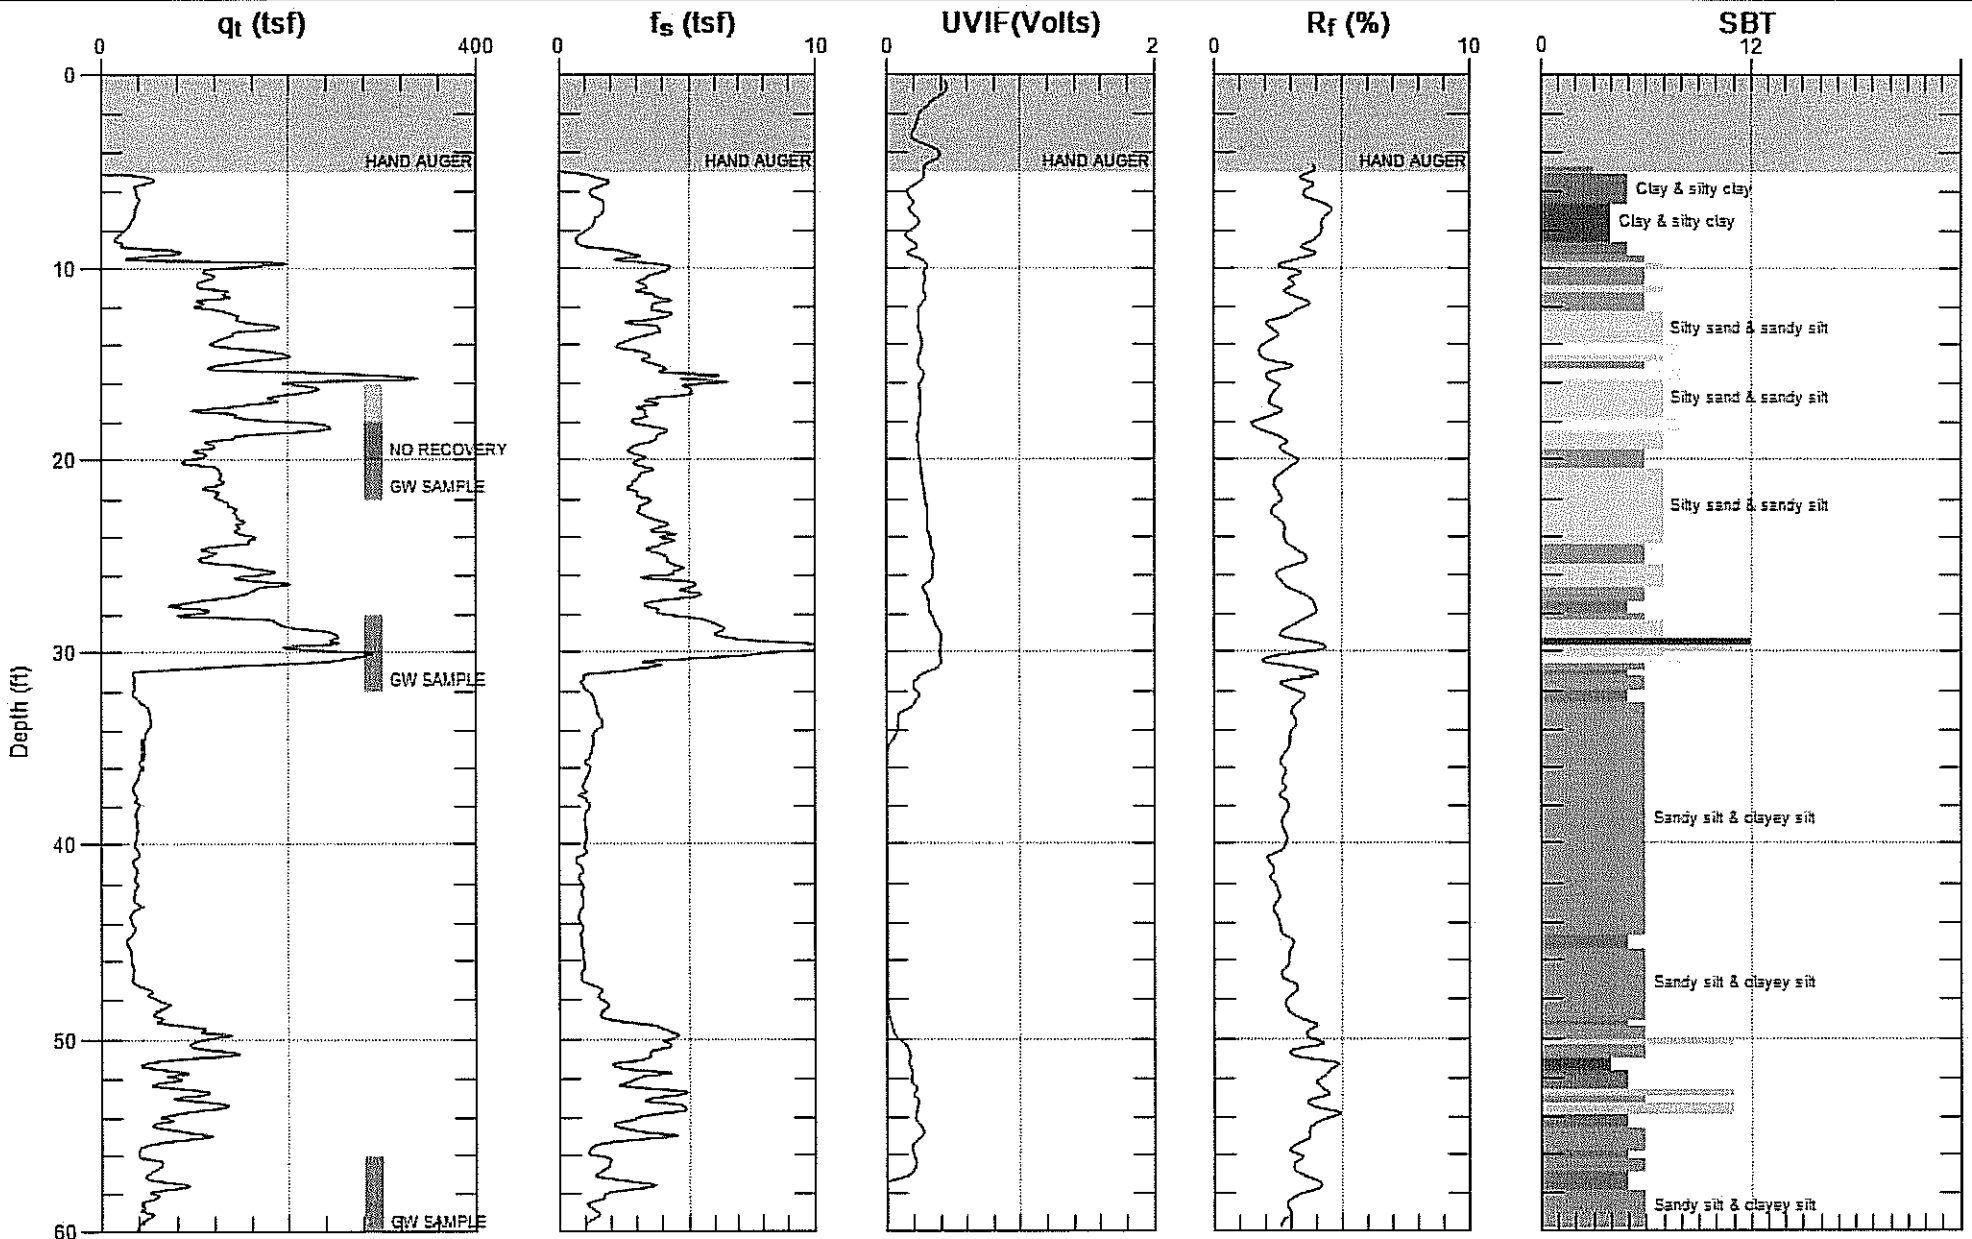 qt (tsf)
fs (tsf)
UVIF(Volts)
Rf (%)
SBT
0 400
0 10
0 2
0 10
0 12
0
HAND AUGER
HAND AUGER
HAND AUGER
HAND AUGER
Clay & silty clay
Clay & silty clay
10
Silty sand & sandy silt
Silty sand & sandy silt
NO RECOVERY
20
GW SAMPLE
Silty sand & sandy silt
30
GW SAMPLE
Depth (ft)
Sandy silt & clayey silt
40
Sandy silt & clayey silt
50
Sandy silt & clayey silt
GW SAMPLE
60